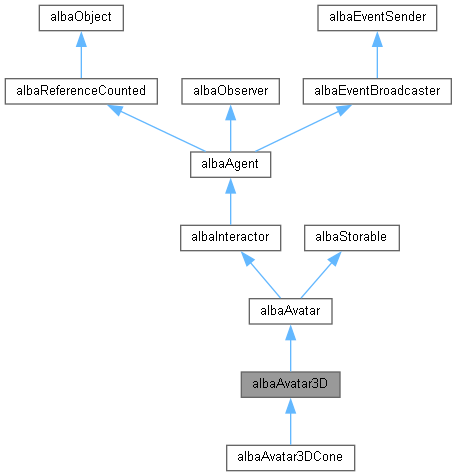 albaObject
albaEventSender
albaReferenceCounted
albaObserver
albaEventBroadcaster
albaAgent
albaInteractor
albaStorable
albaAvatar
albaAvatar3D
albaAvatar3DCone